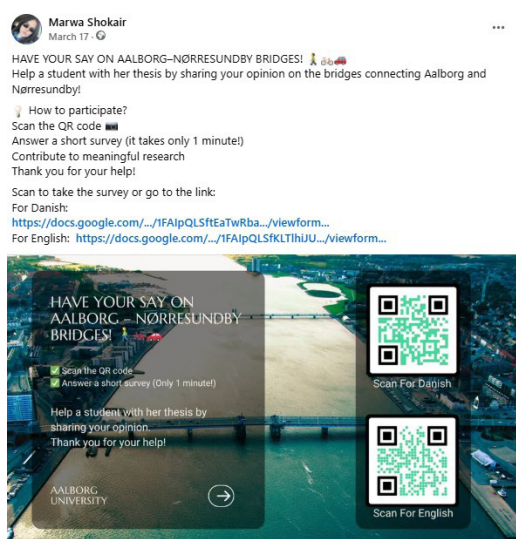 Marwa Shokair
March 17 ·
HAVE YOUR SAY ON AALBORG–NØRRESUNDBY BRIDGES! 🚶🚲🚗
Help a student with her thesis by sharing your opinion on the bridges connecting Aalborg and
Nørresundby!
💡 How to participate?
Scan the QR code 📷
Answer a short survey (it takes only 1 minute!)
Contribute to meaningful research
Thank you for your help!
Scan to take the survey or go to the link:
For Danish:
https://docs.google.com/.../1FAIpQLSftEaTwRba.../viewform...
For English: https://docs.google.com/.../1FAIpQLSfKLTlhiJU.../viewform...
HAVE YOUR SAY ON
AALBORG – NØRRESUNDBY
BRIDGES! 🚶🚲🚗
✅ Scan the QR code
✅ Answer a short survey (Only 1 minute!)
Help a student with her thesis by
sharing your opinion.
Thank you for your help!
AALBORG
UNIVERSITY
Scan For Danish
Scan For English